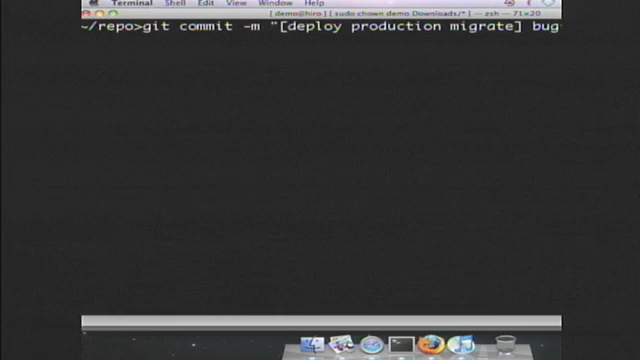 Terminal Shell Edit View Window Help
[ demo@hiro ] [ sudo chown demo Downloads/* ] — zsh — 71×20
~/repo>git commit -m "[deploy production migrate] bug